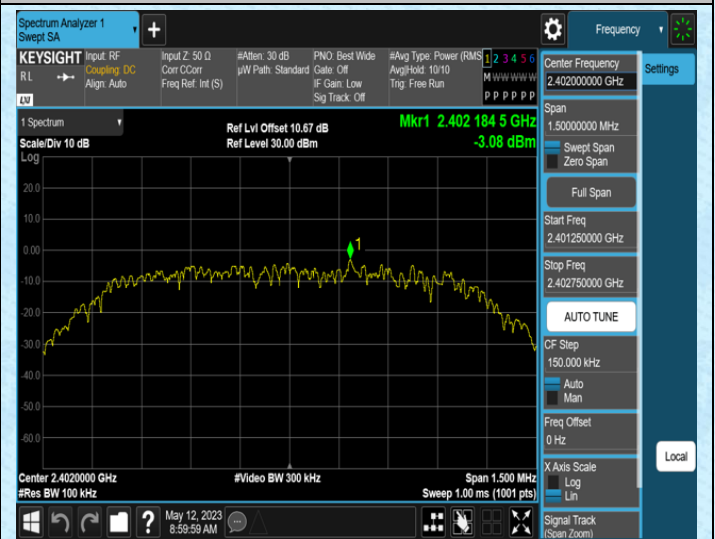 Spectrum Analyzer 1
Swept SA
Frequency
KEYSIGHT
RL
LXI
Input: RF
Coupling: DC
Align: Auto
Input Z: 50 Ω
Corr CCorr
Freq Ref: Int (S)
#Atten: 30 dB
µW Path: Standard
PNO: Best Wide
Gate: Off
IF Gain: Low
Sig Track: Off
#Avg Type: Power (RMS
Avg|Hold: 10/10
Trig: Free Run
1 2 3 4 5 6
M W W W W W
P P P P P P
1 Spectrum
Scale/Div 10 dB
Log
Ref Lvl Offset 10.67 dB
Ref Level 30.00 dBm
Mkr1 2.402 184 5 GHz
-3.08 dBm
20.0
10.0
0.00
-10.0
-20.0
-30.0
-40.0
-50.0
-60.0
1
Center 2.4020000 GHz
#Res BW 100 kHz
#Video BW 300 kHz
Span 1.500 MHz
Sweep 1.00 ms (1001 pts)
?
May 12, 2023
8:59:59 AM
Center Frequency
2.402000000 GHz
Span
1.50000000 MHz
Swept Span
Zero Span
Full Span
Start Freq
2.401250000 GHz
Stop Freq
2.402750000 GHz
AUTO TUNE
CF Step
150.000 kHz
Auto
Man
Freq Offset
0 Hz
X Axis Scale
Log
Lin
Signal Track
(Span Zoom)
Settings
Local